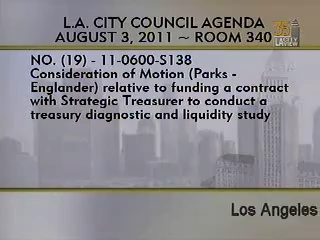 L.A. CITY COUNCIL AGENDA
AUGUST 3, 2011 ~ ROOM 340
NO. (19) - 11-0600-S138
Consideration of Motion (Parks -
Englander) relative to funding a contract
with Strategic Treasurer to conduct a
treasury diagnostic and liquidity study
Los Angeles